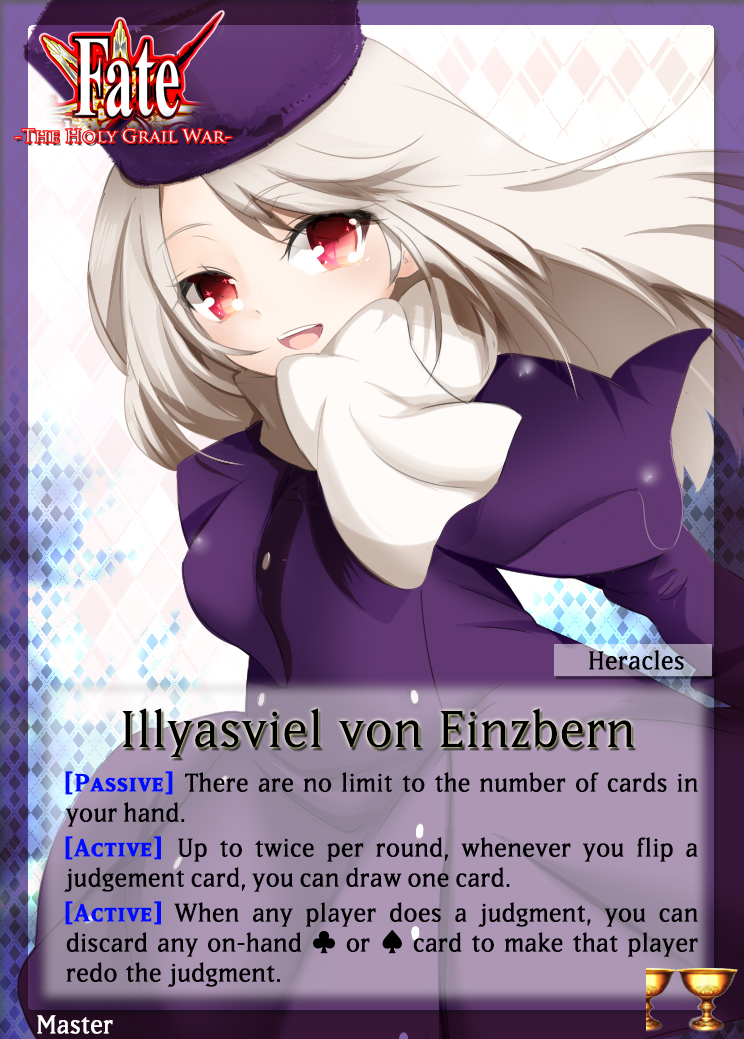 Fate
-THE HOLY GRAIL WAR-
Heracles
Illyasviel von Einzbern
[PASSIVE] There are no limit to the number of cards in
your hand.
[ACTIVE] Up to twice per round, whenever you flip a
judgement card, you can draw one card.
[ACTIVE] When any player does a judgment, you can
discard any on-hand ♣ or ♠ card to make that player
redo the judgment.
Master